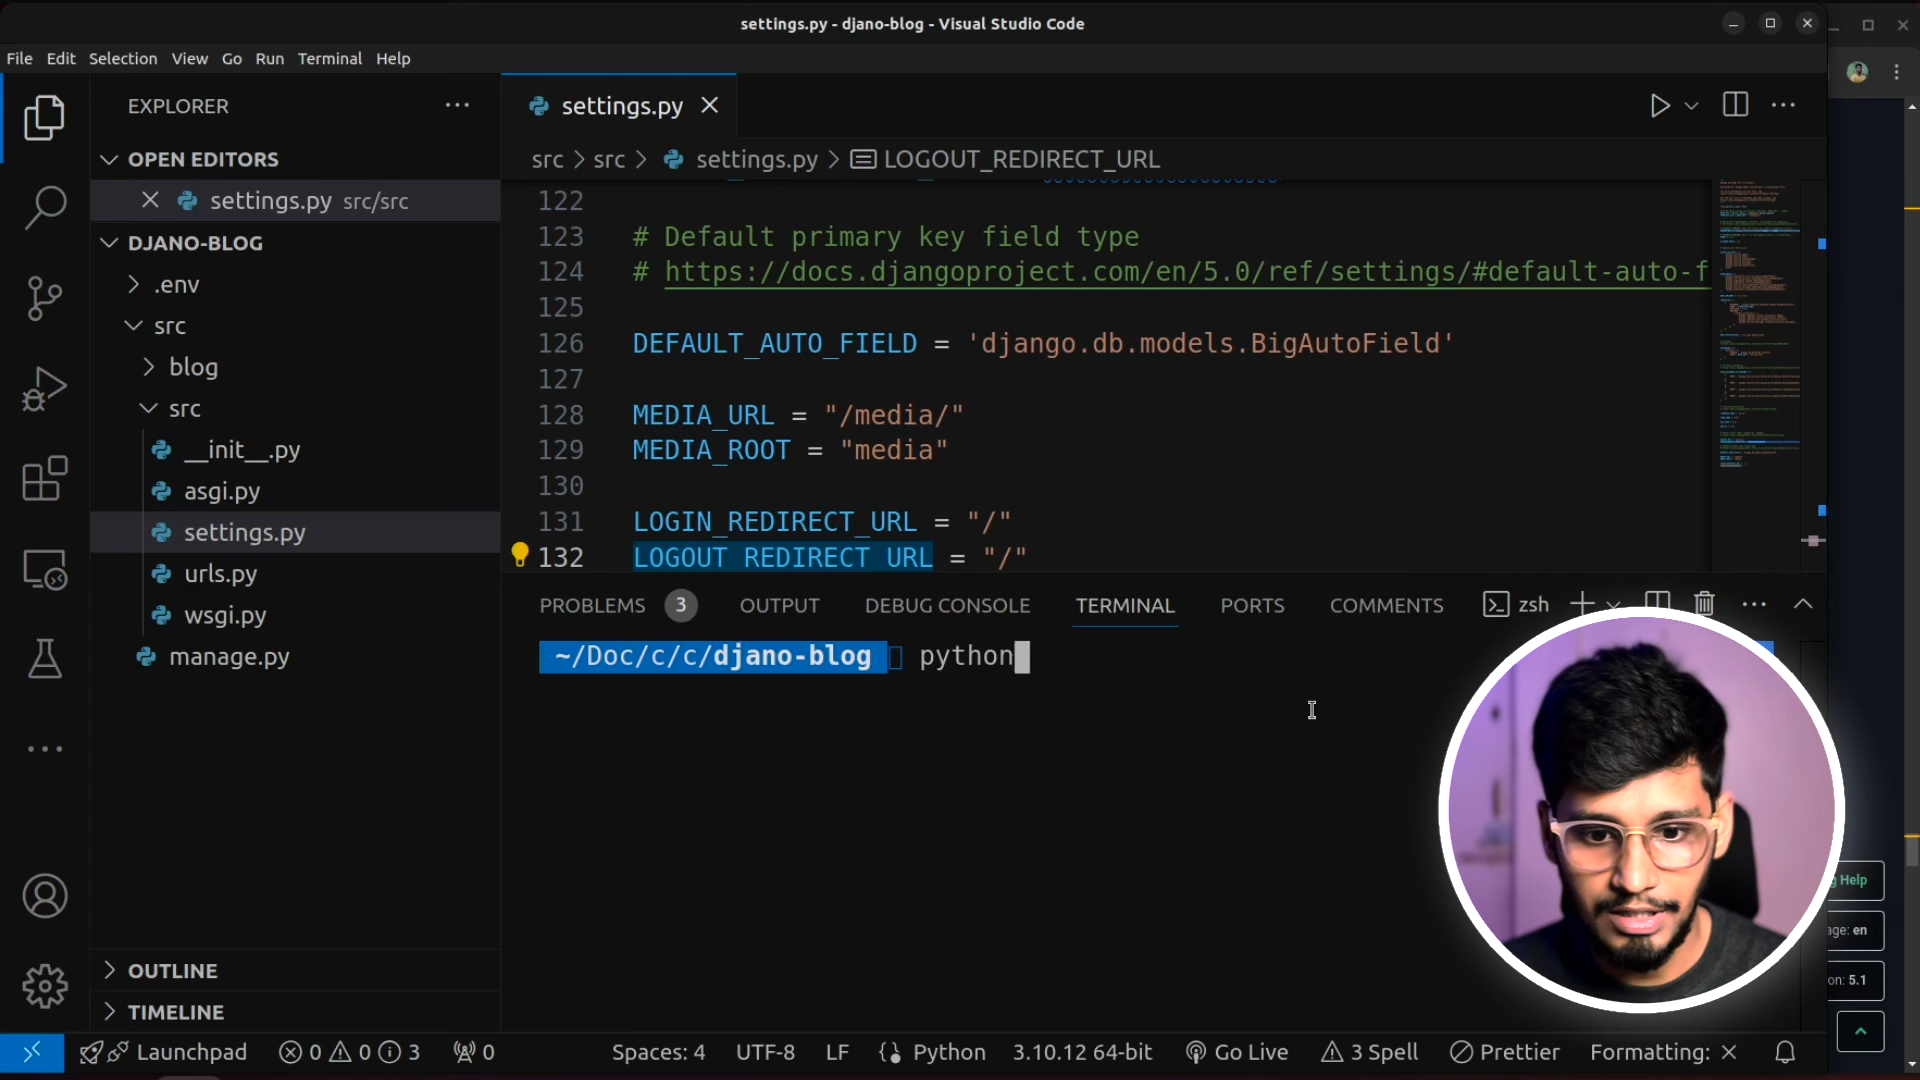 settings.py - djano-blog - Visual Studio Code
File Edit Selection View Go Run Terminal Help
EXPLORER
OPEN EDITORS
settings.py src/src
DJANO-BLOG
.env
src
blog
src
__init__.py
asgi.py
settings.py
urls.py
wsgi.py
manage.py
OUTLINE
TIMELINE
settings.py
src > src > settings.py > LOGOUT_REDIRECT_URL
122
123 # Default primary key field type
124 # https://docs.djangoproject.com/en/5.0/ref/settings/#default-auto-f
125
126 DEFAULT_AUTO_FIELD = 'django.db.models.BigAutoField'
127
128 MEDIA_URL = "/media/"
129 MEDIA_ROOT = "media"
130
131 LOGIN_REDIRECT_URL = "/"
132 LOGOUT_REDIRECT_URL = "/"
PROBLEMS 3 OUTPUT DEBUG CONSOLE TERMINAL PORTS COMMENTS zsh
~/Doc/c/c/djano-blog python
Help
age: en
on: 5.1
Launchpad 0 0 3 0 Spaces: 4 UTF-8 LF Python 3.10.12 64-bit Go Live 3 Spell Prettier Formatting: